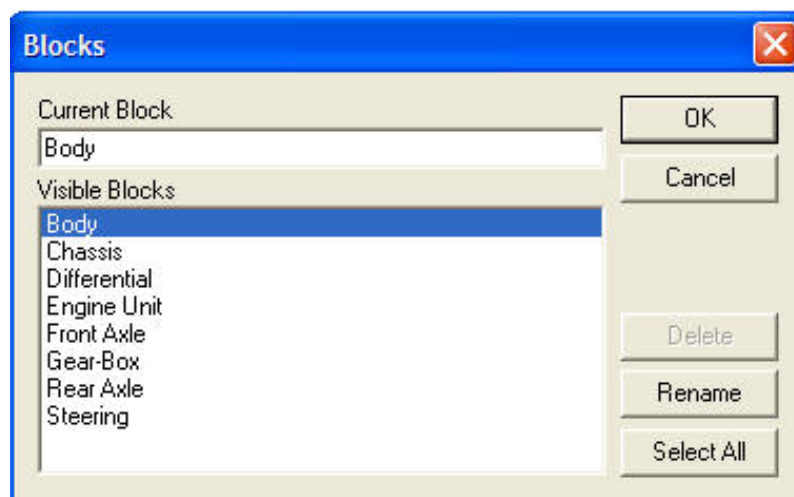 Blocks
Current Block
Body
Visible Blocks
Body
Chassis
Differential
Engine Unit
Front Axle
Gear-Box
Rear Axle
Steering
OK
Cancel
Delete
Rename
Select All